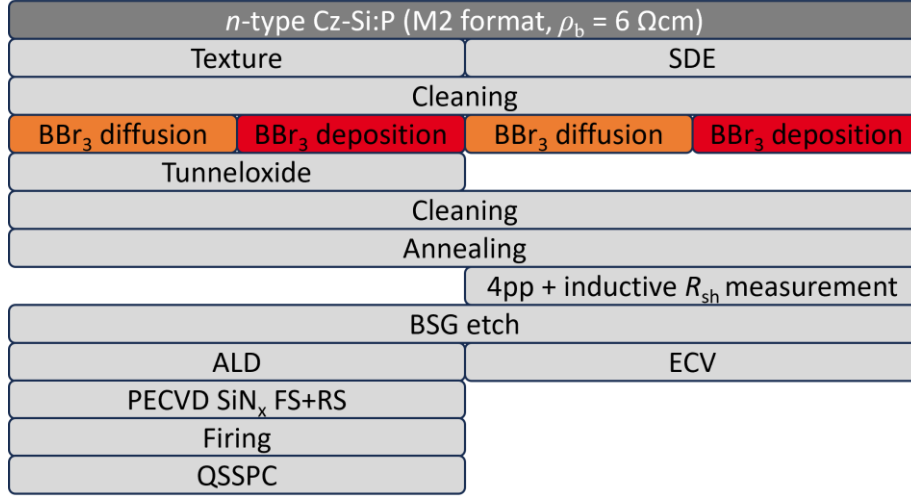 n-type Cz-Si:P (M2 format, ρb = 6 Ωcm)
Texture SDE
Cleaning
BBr3 diffusion BBr3 deposition BBr3 diffusion BBr3 deposition
Tunneloxide
Cleaning
Annealing
4pp + inductive Rsh measurement
BSG etch
ALD ECV
PECVD SiNx FS+RS
Firing
QSSPC